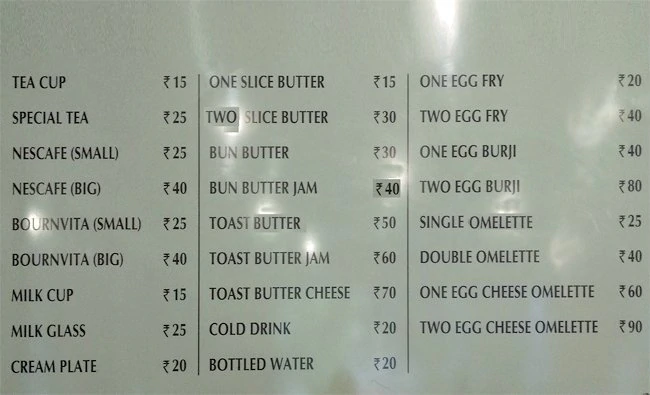 TEA CUP ₹15
SPECIAL TEA ₹25
NESCAFE (SMALL) ₹25
NESCAFE (BIG) ₹40
BOURNVITA (SMALL) ₹25
BOURNVITA (BIG) ₹40
MILK CUP ₹15
MILK GLASS ₹25
CREAM PLATE ₹20
ONE SLICE BUTTER ₹15
TWO SLICE BUTTER ₹30
BUN BUTTER ₹30
BUN BUTTER JAM ₹40
TOAST BUTTER ₹50
TOAST BUTTER JAM ₹60
TOAST BUTTER CHEESE ₹70
COLD DRINK ₹20
BOTTLED WATER ₹20
ONE EGG FRY ₹20
TWO EGG FRY ₹40
ONE EGG BURJI ₹40
TWO EGG BURJI ₹80
SINGLE OMELETTE ₹25
DOUBLE OMELETTE ₹40
ONE EGG CHEESE OMELETTE ₹60
TWO EGG CHEESE OMELETTE ₹90